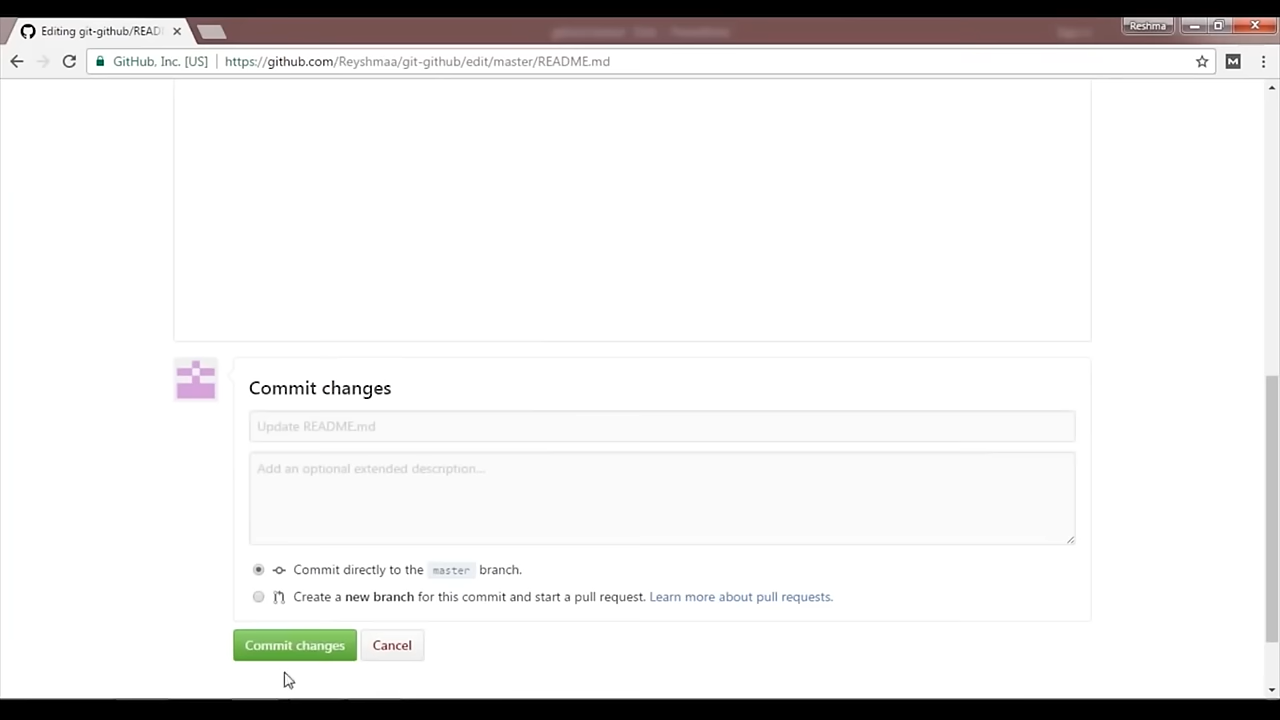 Editing git-github/READ
Reshma
GitHub, Inc. [US]
https://github.com/Reyshmaa/git-github/edit/master/README.md
Commit changes
Update README.md
Add an optional extended description...
Commit directly to the master branch.
Create a new branch for this commit and start a pull request. Learn more about pull requests.
Commit changes
Cancel